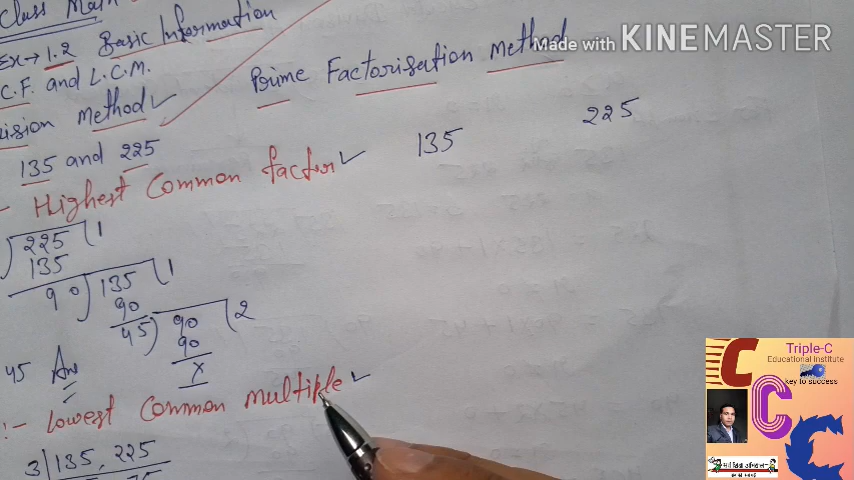 Class Math
Ex→ 1.2 Basic Information
C.F. and L.C.M.
Prime Factorisation Method
ision Method ✓
135 and 225
135 225
Highest Common factor ✓
225 1
135
90 135 1
90
45 90 2
90
x
45 Ans
:- Lowest Common multiple ✓
3 135, 225
Made with KINEMASTER
Triple-C
Educational Institute
key to success
C
C
C